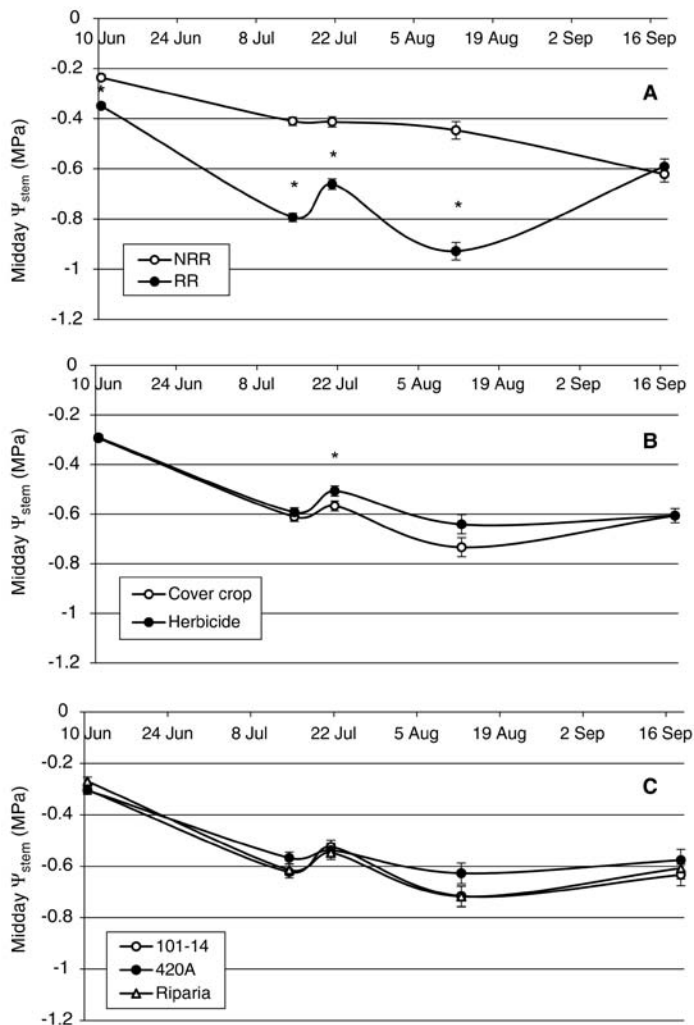 0
10 Jun 24 Jun 8 Jul 22 Jul 5 Aug 19 Aug 2 Sep 16 Sep
-0.2
A
*
-0.4
*
-0.6
*
*
-0.8
-1
-1.2
Midday Ψstem (MPa)
NRR
RR
0
10 Jun 24 Jun 8 Jul 22 Jul 5 Aug 19 Aug 2 Sep 16 Sep
-0.2
B
*
-0.4
-0.6
-0.8
-1
-1.2
Midday Ψstem (MPa)
Cover crop
Herbicide
0
10 Jun 24 Jun 8 Jul 22 Jul 5 Aug 19 Aug 2 Sep 16 Sep
-0.2
C
-0.4
-0.6
-0.8
-1
-1.2
Midday Ψstem (MPa)
101-14
420A
Riparia